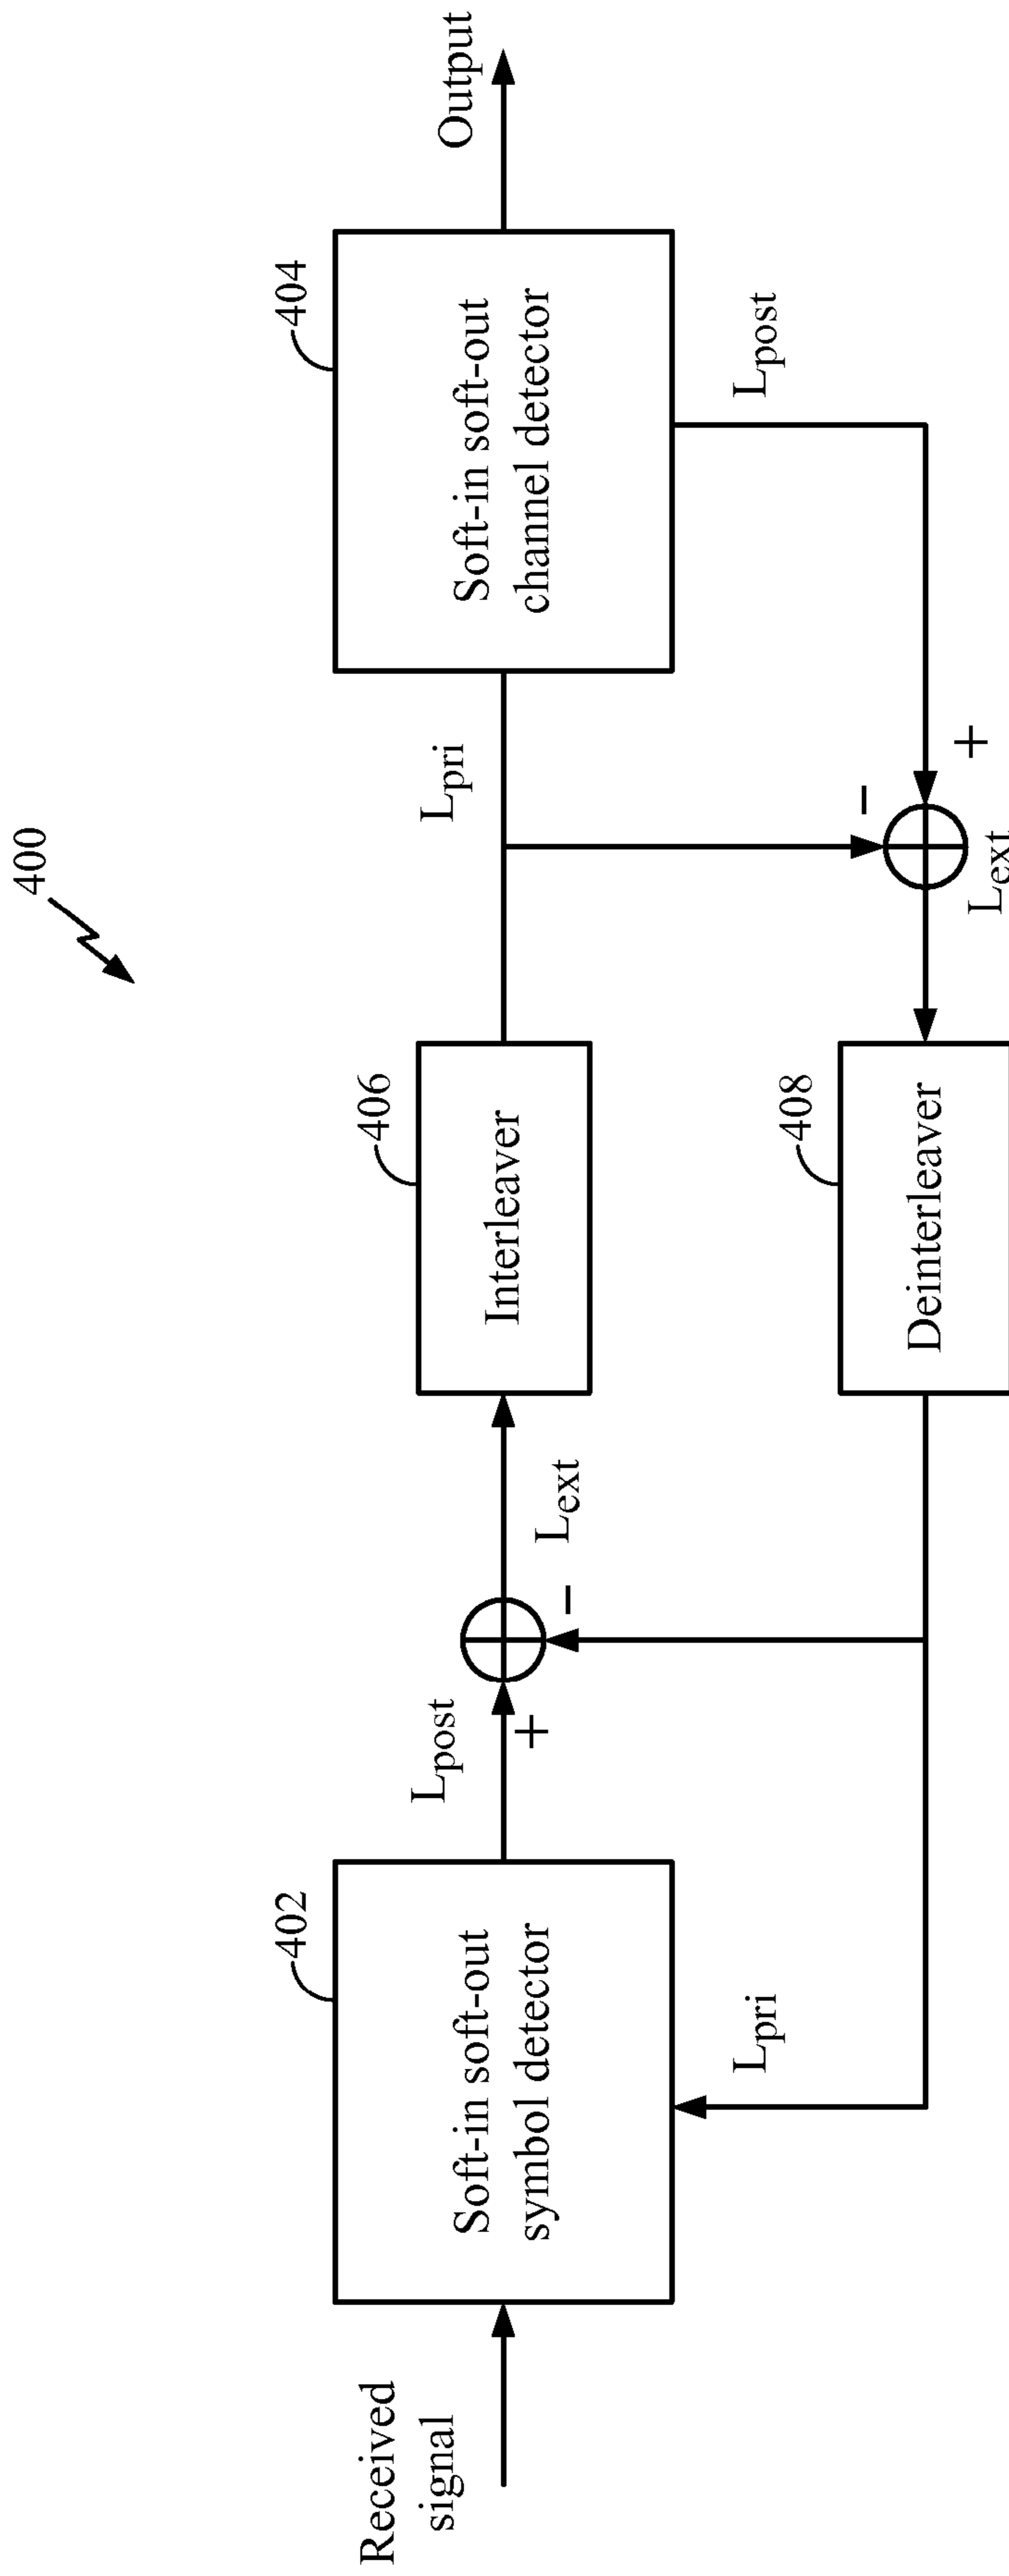 400
Received
signal
402
Soft-in soft-out
symbol detector
Lpost
+
−
Lext
406
Interleaver
Lpri
404
Soft-in soft-out
channel detector
Output
Lpri
408
Deinterleaver
Lext
−
+
Lpost